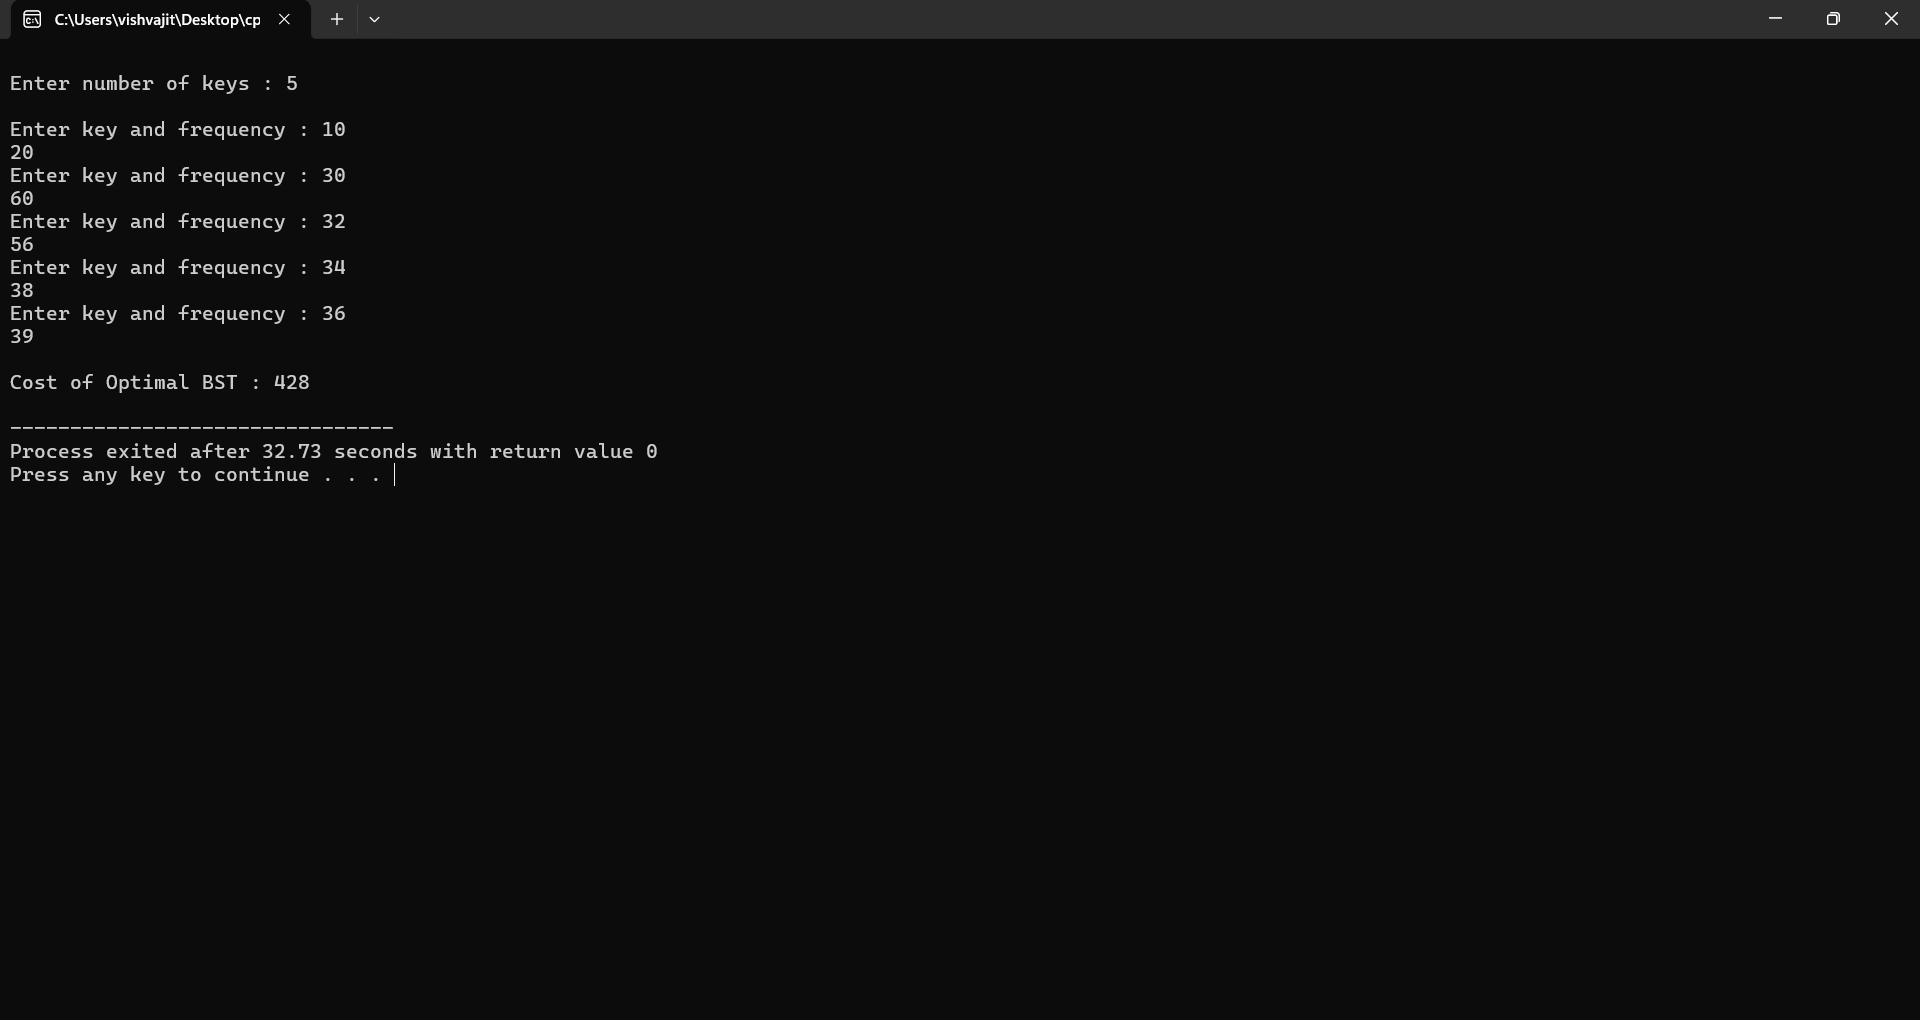 C:\Users\vishvajit\Desktop\cp
Enter number of keys : 5
Enter key and frequency : 10
20
Enter key and frequency : 30
60
Enter key and frequency : 32
56
Enter key and frequency : 34
38
Enter key and frequency : 36
39
Cost of Optimal BST : 428
--------------------------------
Process exited after 32.73 seconds with return value 0
Press any key to continue . . .